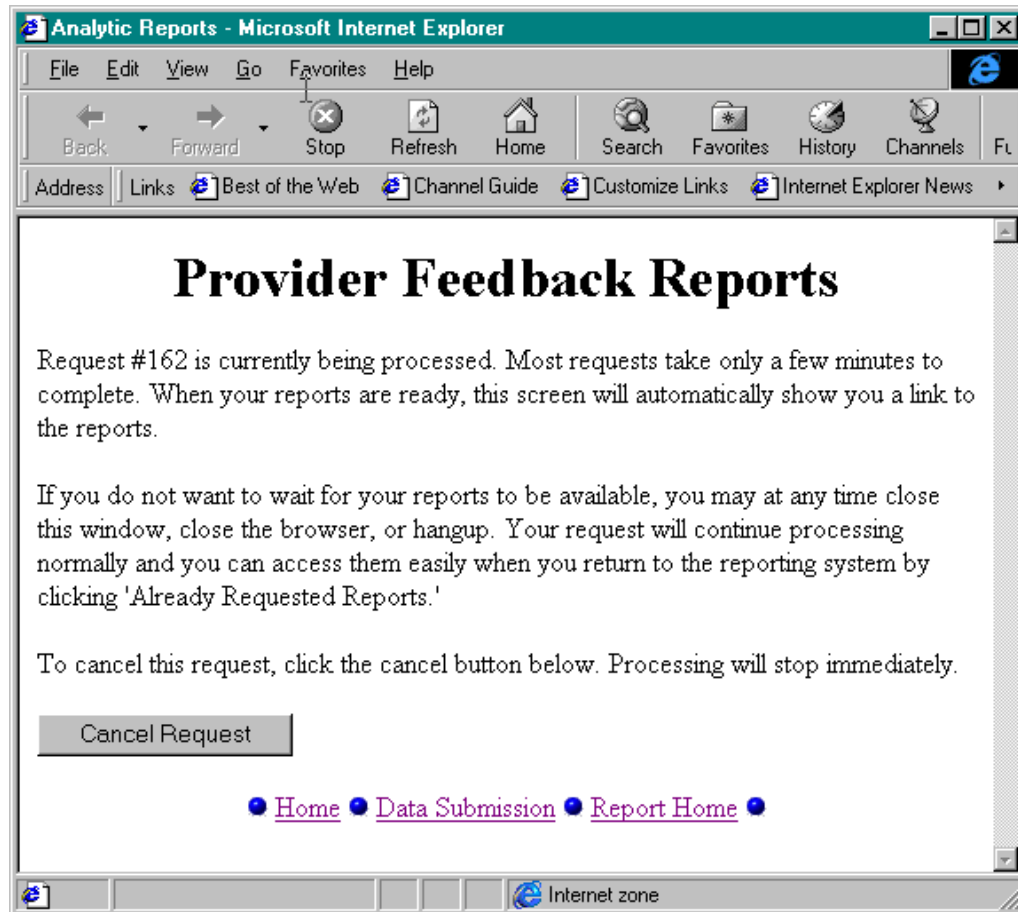 Analytic Reports - Microsoft Internet Explorer
File Edit View Go Favorites Help
Back Forward Stop Refresh Home Search Favorites History Channels Fu
Address Links Best of the Web Channel Guide Customize Links Internet Explorer News
Provider Feedback Reports
Request #162 is currently being processed. Most requests take only a few minutes to
complete. When your reports are ready, this screen will automatically show you a link to
the reports.
If you do not want to wait for your reports to be available, you may at any time close
this window, close the browser, or hangup. Your request will continue processing
normally and you can access them easily when you return to the reporting system by
clicking 'Already Requested Reports.'
To cancel this request, click the cancel button below. Processing will stop immediately.
Cancel Request
Home Data Submission Report Home
Internet zone